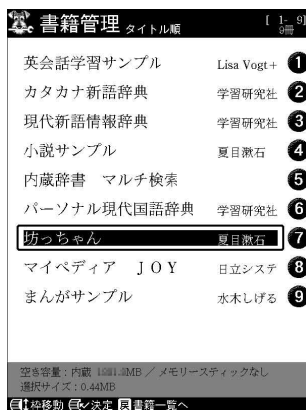 書籍管理 タイトル順 [ 1- 9] 9冊
英会話学習サンプル Lisa Vogt+ 1
カタカナ新語辞典 学習研究社 2
現代新語情報辞典 学習研究社 3
小説サンプル 夏目漱石 4
内蔵辞書 マルチ検索 5
パーソナル現代国語辞典 学習研究社 6
坊っちゃん 夏目漱石 7
マイペディア JOY 日立システ 8
まんがサンプル 水木しげる 9
空き容量:内蔵 MB/メモリースティックなし
選択サイズ:0.44MB
枠移動 決定 戻 書籍一覧へ